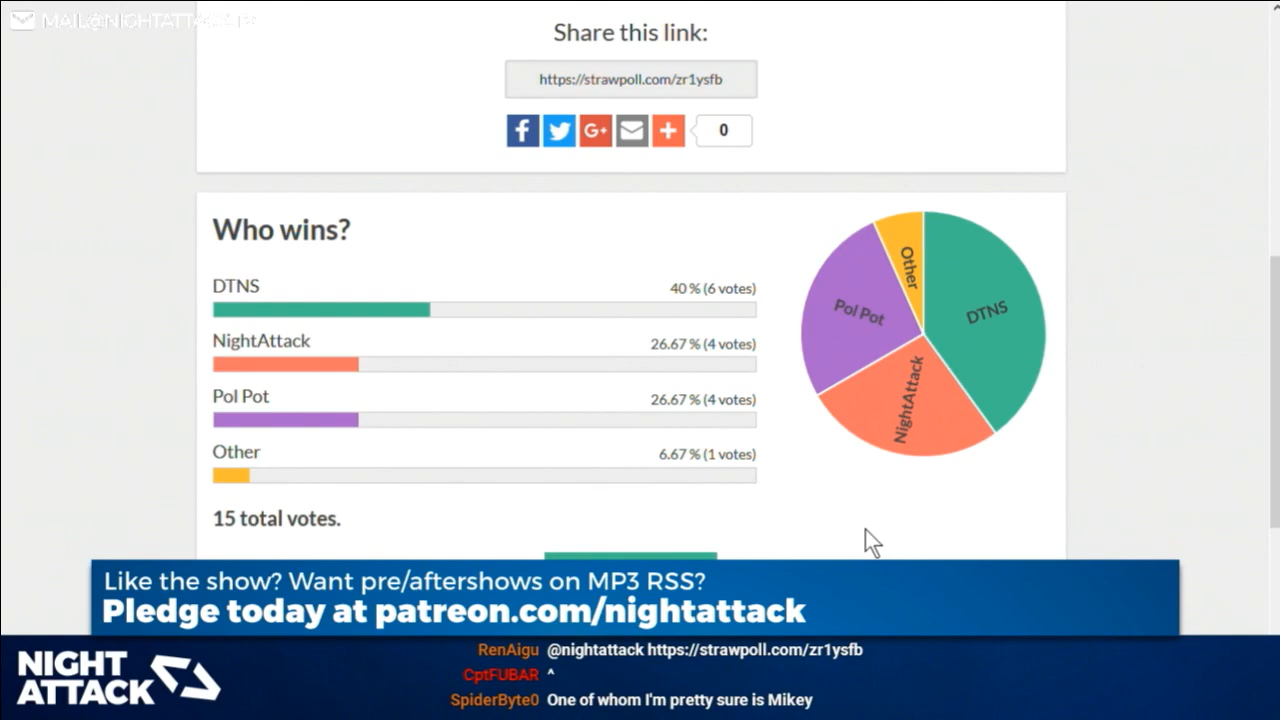 MAIL@NIGHTATTACK
Share this link:
https://strawpoll.com/zr1ysfb
f G+ + 0
Who wins?
DTNS 40 % (6 votes)
NightAttack 26.67 % (4 votes)
Pol Pot 26.67 % (4 votes)
Other 6.67 % (1 votes)
15 total votes.
Other
Pol Pot
DTNS
NightAttack
Like the show? Want pre/aftershows on MP3 RSS?
Pledge today at patreon.com/nightattack
NIGHT
ATTACK
RenAigu @nightattack https://strawpoll.com/zr1ysfb
CptFUBAR ^
SpiderByte0 One of whom I'm pretty sure is Mikey